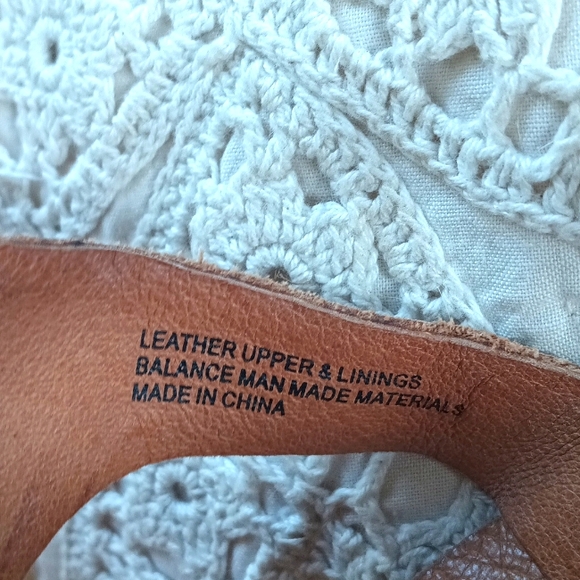 LEATHER UPPER & LININGS
BALANCE MAN MADE MATERIALS
MADE IN CHINA